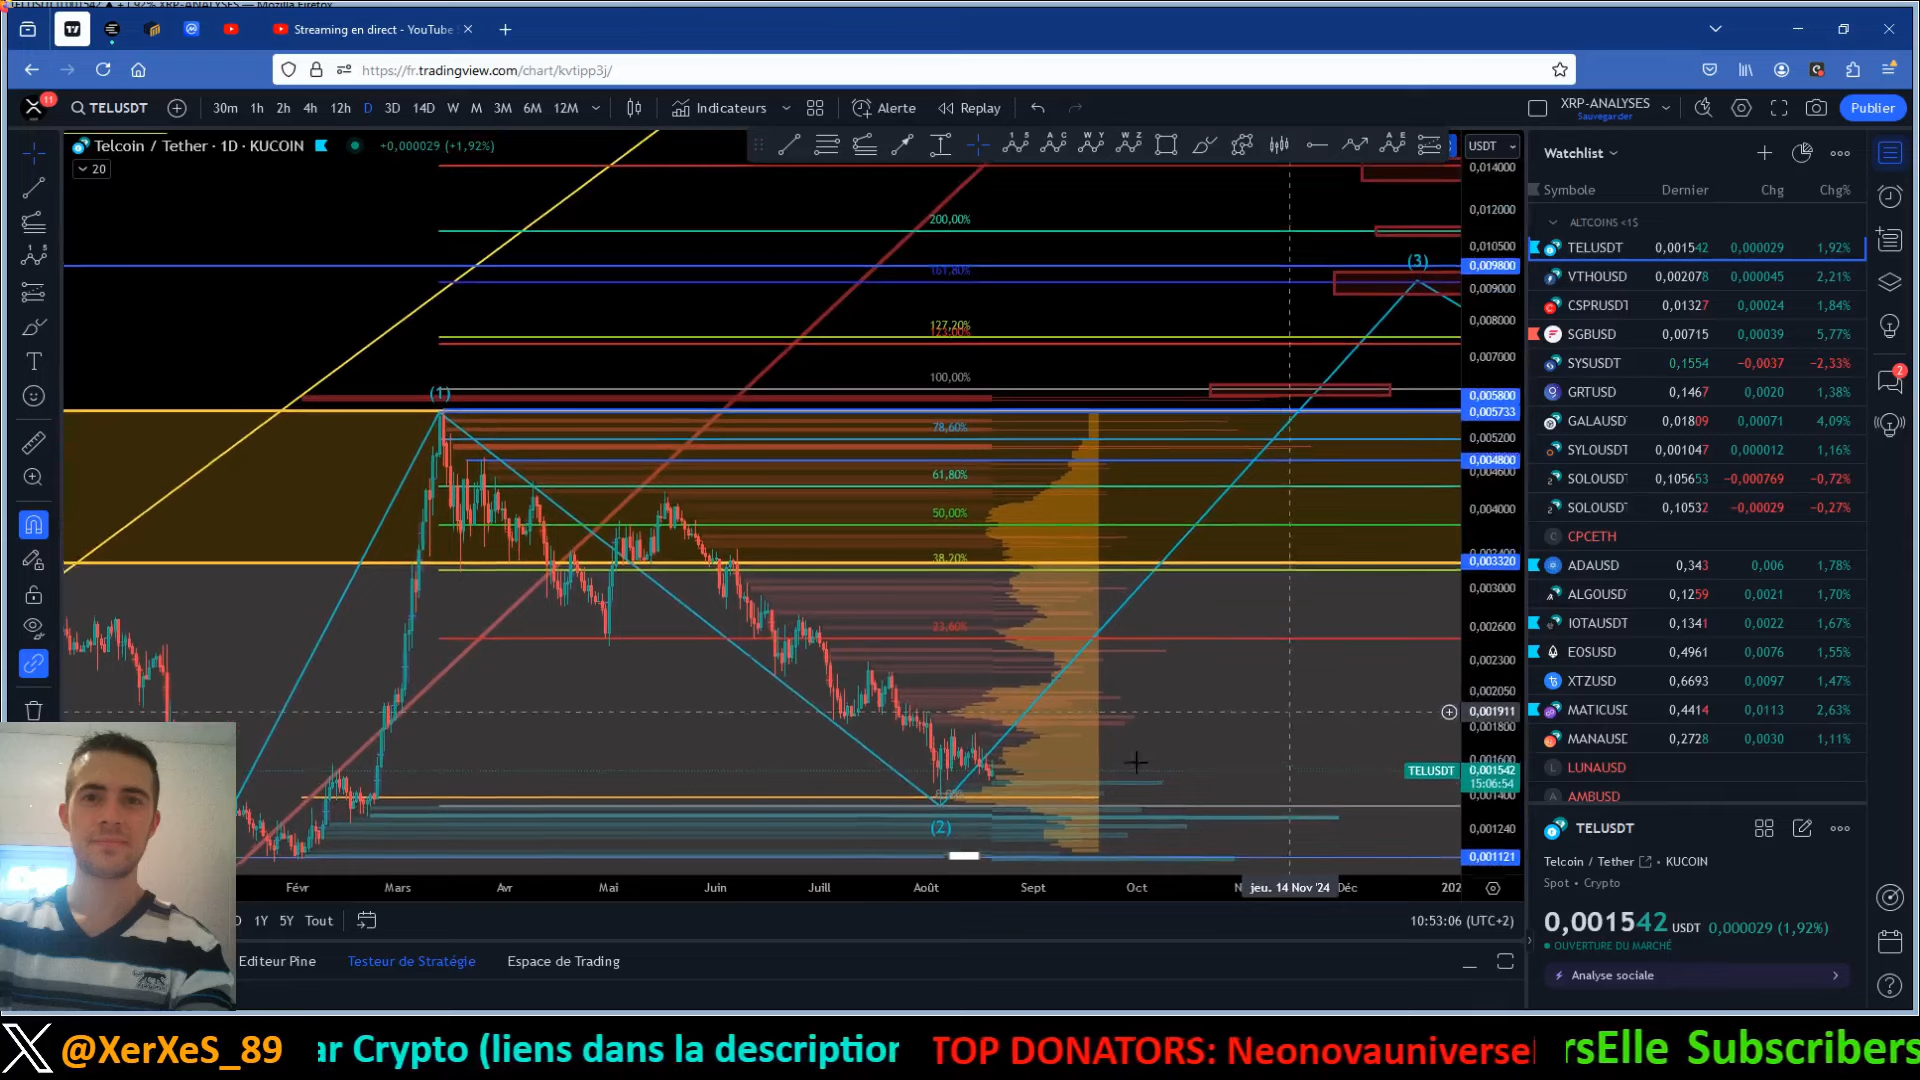 Streaming en direct - YouTube
https://fr.tradingview.com/chart/kvtipp3j/
11
TELUSDT
30m 1h 2h 4h 12h D 3D 14D W M 3M 6M 12M
Indicateurs
Alerte
Replay
XRP-ANALYSES
Sauvegarder
Publier
Telcoin / Tether · 1D · KUCOIN
+0,000029 (+1,92%)
20
USDT
0,014000
0,012000
0,010500
0,009800
0,009000
0,008000
0,007000
0,005800
0,005733
0,005200
0,004800
0,004000
0,003320
0,003000
0,002600
0,002300
0,002050
0,001911
0,001800
0,001600
TELUSDT 0,001542
15:06:54
0,001400
0,001240
0,001121
200,00%
161,80%
127,20%
123,00%
100,00%
78,60%
61,80%
50,00%
38,20%
23,60%
(1)
(2)
(3)
Févr Mars Avr Mai Juin Juill Août Sept Oct jeu. 14 Nov '24 Déc
1Y 5Y Tout
10:53:06 (UTC+2)
Editeur Pine
Testeur de Stratégie
Espace de Trading
Watchlist
Symbole Dernier Chg Chg%
ALTCOINS <1$
TELUSDT 0,001542 0,000029 1,92%
VTHOUSD 0,002078 0,000045 2,21%
CSPRUSDT 0,01327 0,00024 1,84%
SGBUSD 0,00715 0,00039 5,77%
SYSUSDT 0,1554 −0,0037 −2,33%
GRTUSD 0,1467 0,0020 1,38%
GALAUSD 0,01809 0,00071 4,09%
SYLOUSDT 0,001047 0,000012 1,16%
SOLOUSDT 0,105653 −0,000769 −0,72%
SOLOUSDT 0,10532 −0,00029 −0,27%
CPCETH
ADAUSD 0,343 0,006 1,78%
ALGOUSD 0,1259 0,0021 1,70%
IOTAUSDT 0,1341 0,0022 1,67%
EOSUSD 0,4961 0,0076 1,55%
XTZUSD 0,6693 0,0097 1,47%
MATICUSD 0,4414 0,0113 2,63%
MANAUSD 0,2728 0,0030 1,11%
LUNAUSD
AMBUSD
2
TELUSDT
Telcoin / Tether · KUCOIN
Spot · Crypto
0,001542 USDT 0,000029 (1,92%)
OUVERTURE DU MARCHÉ
Analyse sociale
@XerXeS_89
ar Crypto (liens dans la description
TOP DONATORS: Neonovauniverse
rsElle Subscribers